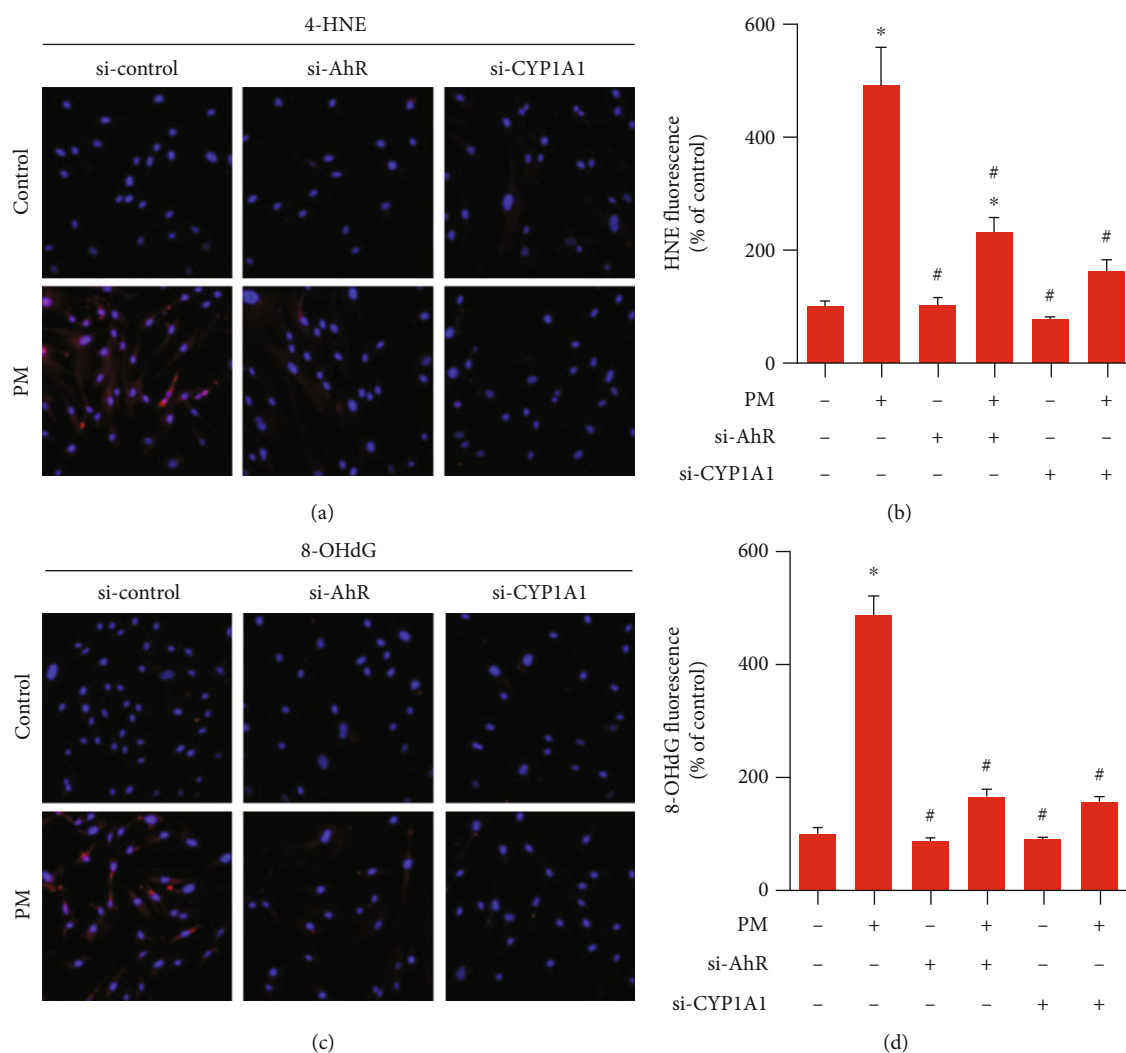 4-HNE
si-control si-AhR si-CYP1A1
Control
PM
(a)
600
400
200
0
HNE fluorescence
(% of control)
*
#
*
#
#
#
PM − + − + − +
si-AhR − − + + − −
si-CYP1A1 − − − − + +
(b)
8-OHdG
si-control si-AhR si-CYP1A1
Control
PM
(c)
600
400
200
0
8-OHdG fluorescence
(% of control)
*
#
#
#
#
PM − + − + − +
si-AhR − − + + − −
si-CYP1A1 − − − − + +
(d)